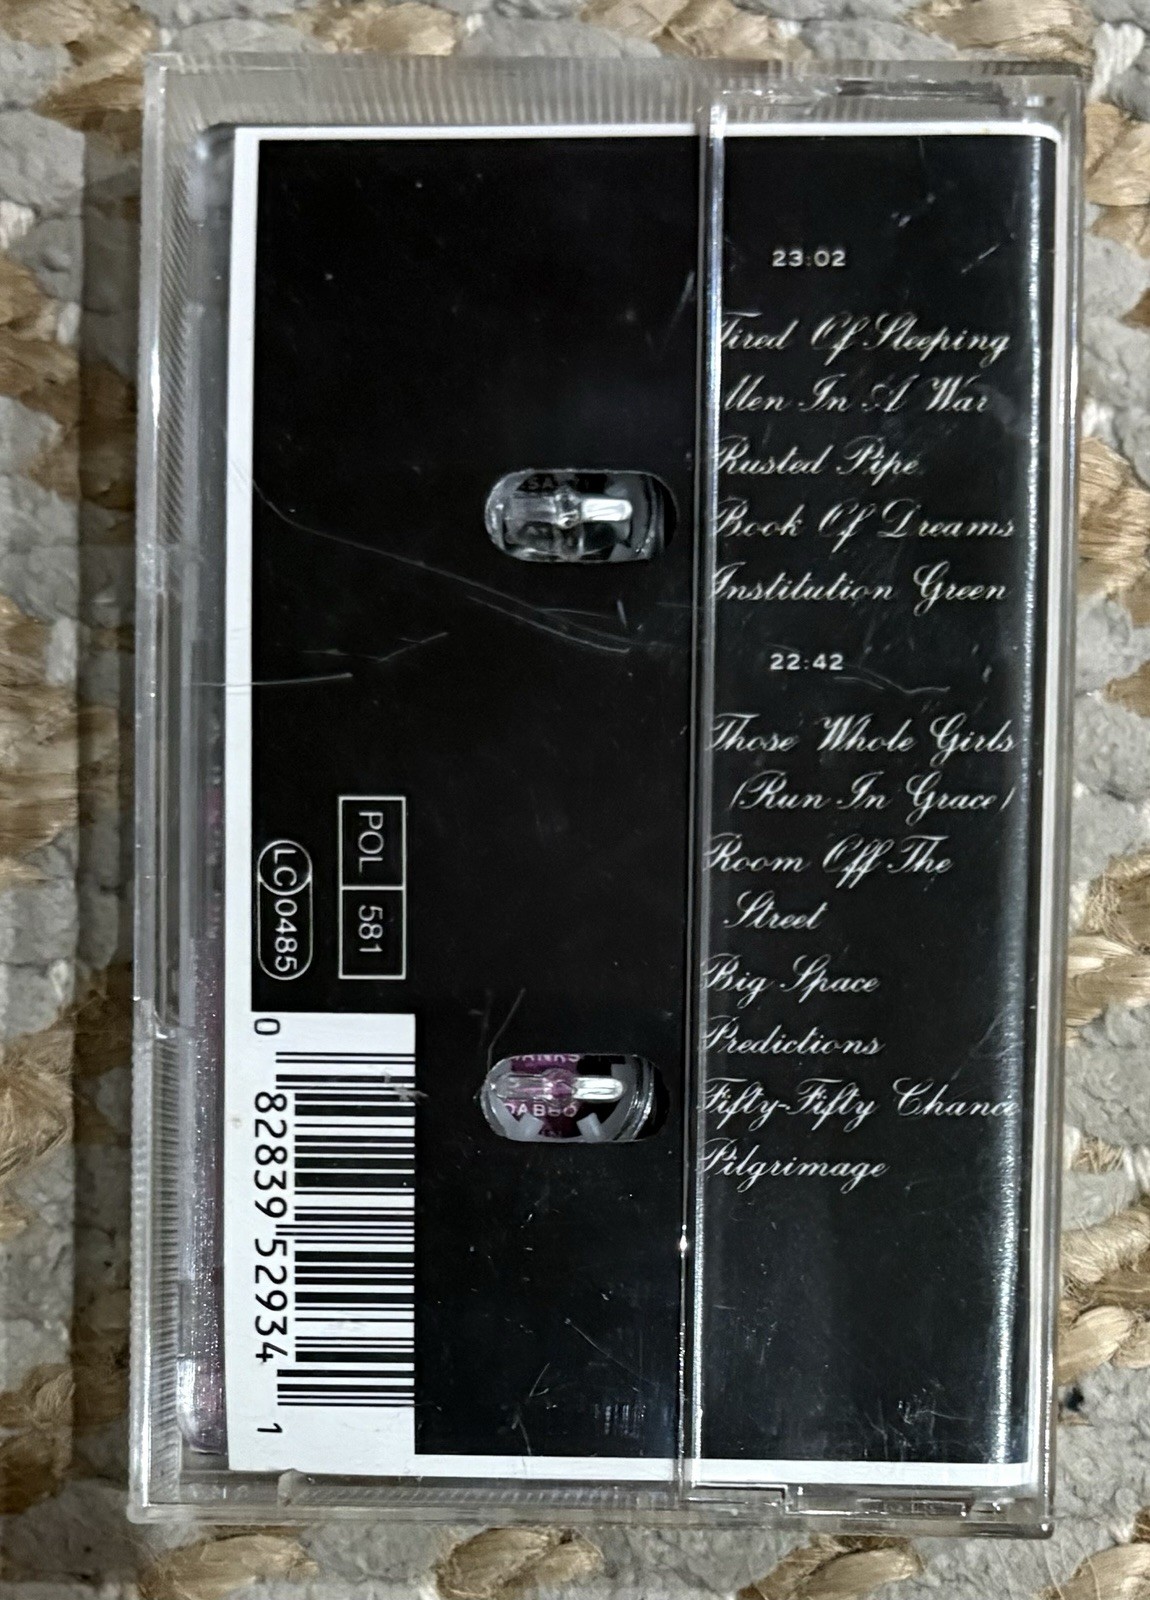 23:02
Tired Of Sleeping
Men In A War
Rusted Pipe
Book Of Dreams
Institution Green
22:42
Those Whole Girls
(Run In Grace)
Room Off The
Street
Big Space
Predictions
Fifty-Fifty Chance
Pilgrimage
POL 581
LC 0485
0 82839 52934 1